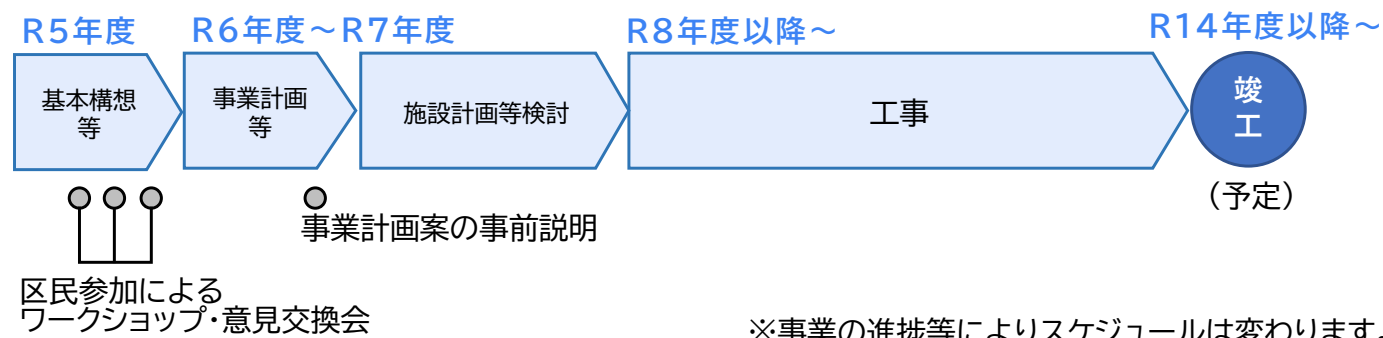 R5年度
R6年度～R7年度
R8年度以降～
R14年度以降～
基本構想
等
事業計画
等
施設計画等検討
工事
竣
工
(予定)
事業計画案の事前説明
区民参加による
ワークショップ・意見交換会
※事業の進捗等によりスケジュールは変わります。